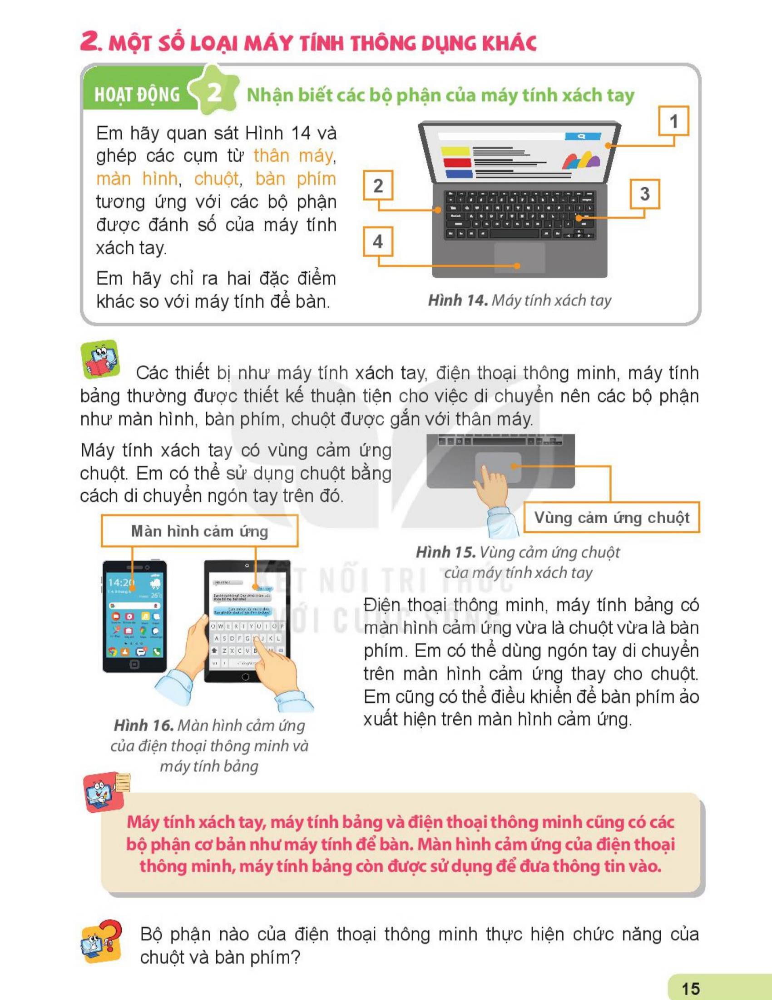 2. MỘT SỐ LOẠI MÁY TÍNH THÔNG DỤNG KHÁC
HOẠT ĐỘNG 2 Nhận biết các bộ phận của máy tính xách tay
Em hãy quan sát Hình 14 và
ghép các cụm từ thân máy,
màn hình, chuột, bàn phím
tương ứng với các bộ phận
được đánh số của máy tính
xách tay.
Em hãy chỉ ra hai đặc điểm
khác so với máy tính để bàn.
1
2
3
4
Hình 14. Máy tính xách tay
Các thiết bị như máy tính xách tay, điện thoại thông minh, máy tính
bảng thường được thiết kế thuận tiện cho việc di chuyển nên các bộ phận
như màn hình, bàn phím, chuột được gắn với thân máy.
Máy tính xách tay có vùng cảm ứng
chuột. Em có thể sử dụng chuột bằng
cách di chuyển ngón tay trên đó.
Vùng cảm ứng chuột
Hình 15. Vùng cảm ứng chuột
của máy tính xách tay
Màn hình cảm ứng
14:20
26°
Q W E R T Y U I O P
A S D F G J K L
Z X C V B M
Hình 16. Màn hình cảm ứng
của điện thoại thông minh và
máy tính bảng
KẾT NỐI TRI THỨC
VỚI CUỘC SỐNG
Điện thoại thông minh, máy tính bảng có
màn hình cảm ứng vừa là chuột vừa là bàn
phím. Em có thể dùng ngón tay di chuyển
trên màn hình cảm ứng thay cho chuột.
Em cũng có thể điều khiển để bàn phím ảo
xuất hiện trên màn hình cảm ứng.
Máy tính xách tay, máy tính bảng và điện thoại thông minh cũng có các
bộ phận cơ bản như máy tính để bàn. Màn hình cảm ứng của điện thoại
thông minh, máy tính bảng còn được sử dụng để đưa thông tin vào.
Bộ phận nào của điện thoại thông minh thực hiện chức năng của
chuột và bàn phím?
15